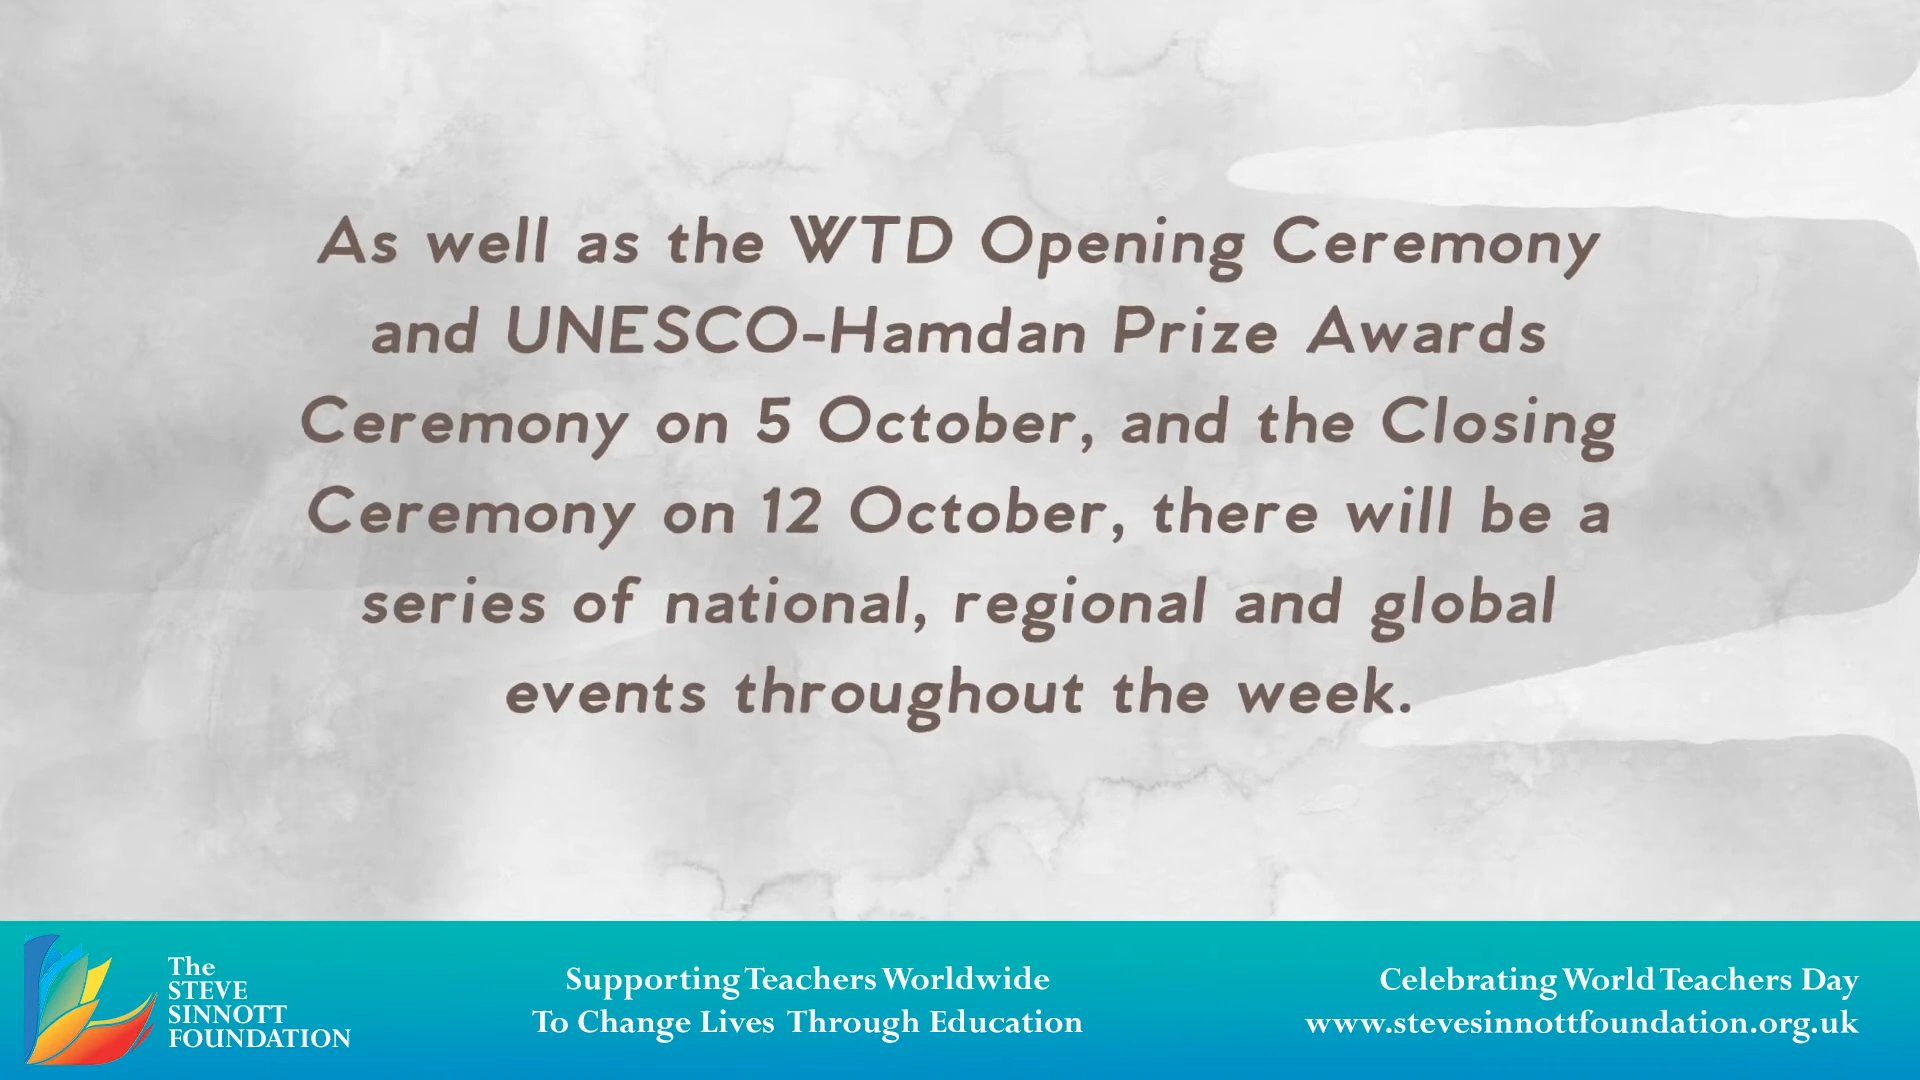 As well as the WTD Opening Ceremony
and UNESCO-Hamdan Prize Awards
Ceremony on 5 October, and the Closing
Ceremony on 12 October, there will be a
series of national, regional and global
events throughout the week.
The
STEVE
SINNOTT
FOUNDATION
Supporting Teachers Worldwide
To Change Lives Through Education
Celebrating World Teachers Day
www.stevesinnottfoundation.org.uk